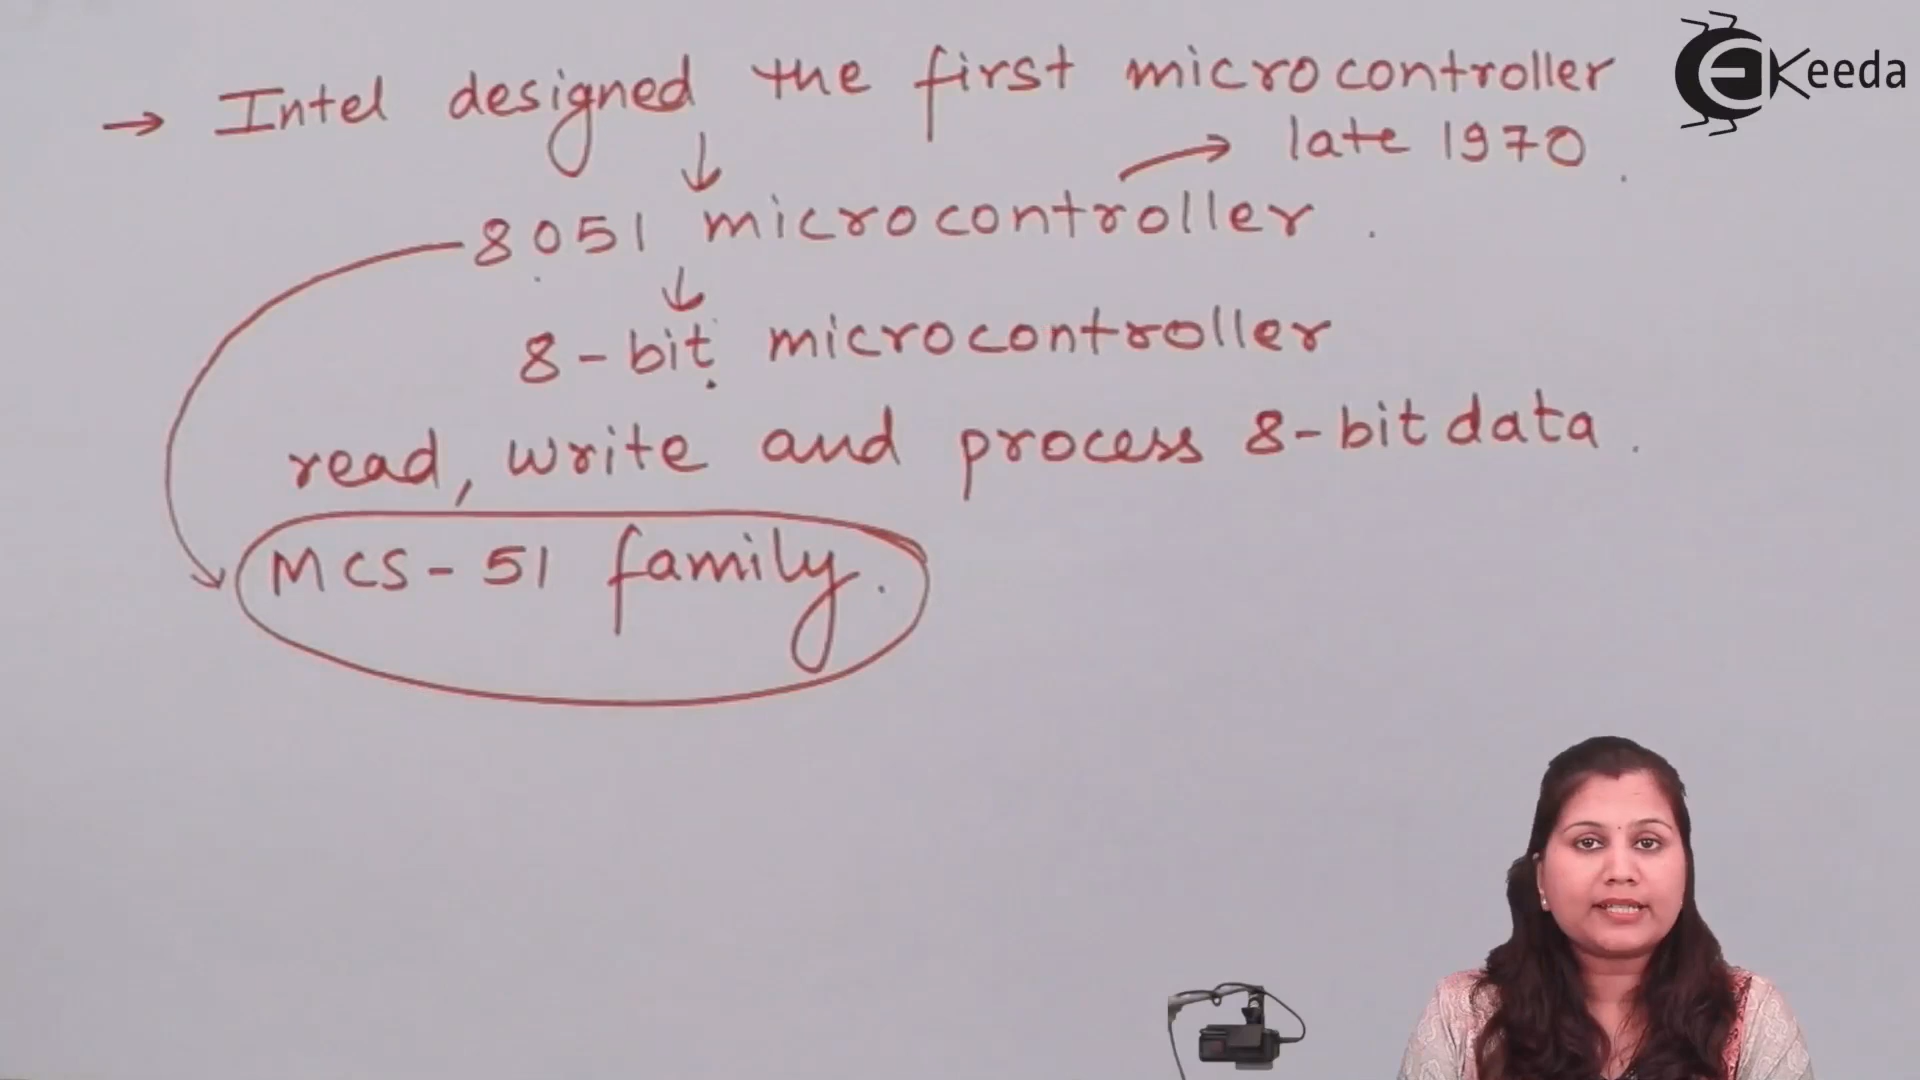 → Intel designed the first microcontroller
late 1970
8051 microcontroller.
8-bit microcontroller
read, write and process 8-bit data.
MCS-51 family.
EKeeda